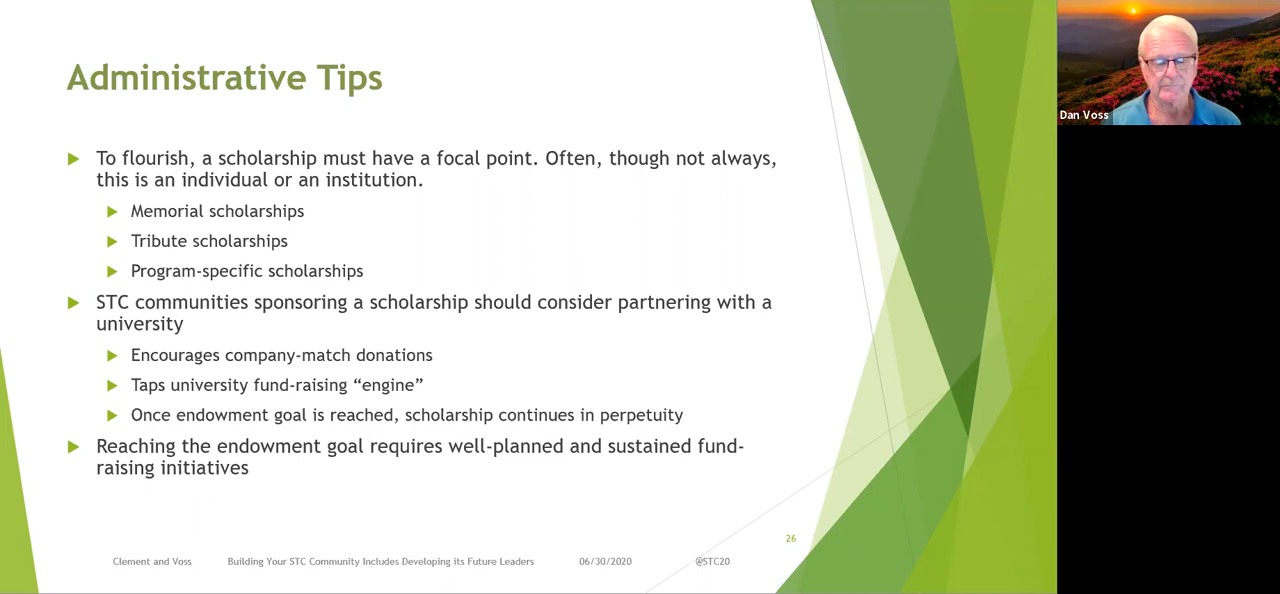 Administrative Tips
To flourish, a scholarship must have a focal point. Often, though not always,
this is an individual or an institution.
Memorial scholarships
Tribute scholarships
Program-specific scholarships
STC communities sponsoring a scholarship should consider partnering with a
university
Encourages company-match donations
Taps university fund-raising “engine”
Once endowment goal is reached, scholarship continues in perpetuity
Reaching the endowment goal requires well-planned and sustained fund-
raising initiatives
26
Clement and Voss Building Your STC Community Includes Developing its Future Leaders 06/30/2020 @STC20
Dan Voss